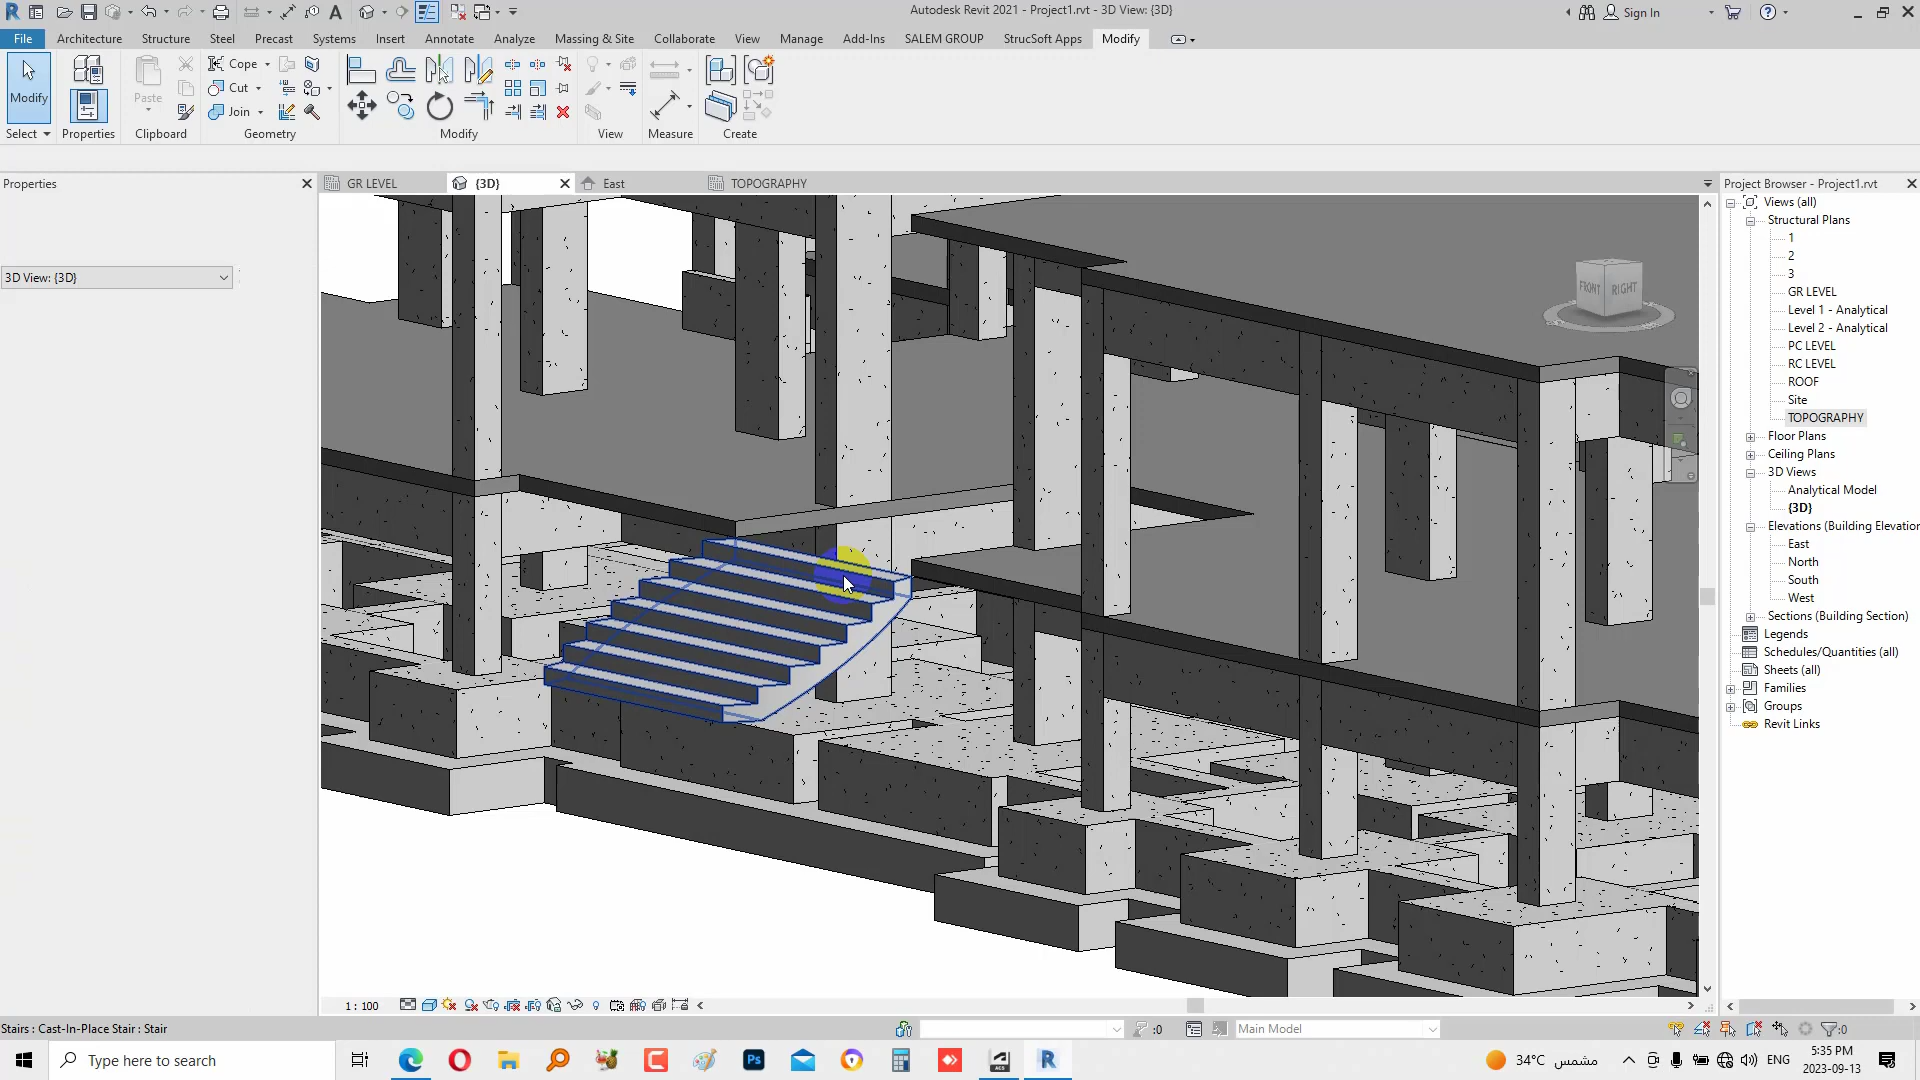 Autodesk Revit 2021 - Project1.rvt - 3D View: {3D}
Sign In
File
Architecture
Structure
Steel
Precast
Systems
Insert
Annotate
Analyze
Massing & Site
Collaborate
View
Manage
Add-Ins
SALEM GROUP
StrucSoft Apps
Modify
Modify
Paste
Cope
Cut
Join
Select
Properties
Clipboard
Geometry
Modify
View
Measure
Create
Properties
GR LEVEL
{3D}
East
TOPOGRAPHY
Project Browser - Project1.rvt
3D View: {3D}
FRONT
RIGHT
Views (all)
Structural Plans
1
2
3
GR LEVEL
Level 1 - Analytical
Level 2 - Analytical
PC LEVEL
RC LEVEL
ROOF
Site
TOPOGRAPHY
Floor Plans
Ceiling Plans
3D Views
Analytical Model
{3D}
Elevations (Building Elevation
East
North
South
West
Sections (Building Section)
Legends
Schedules/Quantities (all)
Sheets (all)
Families
Groups
Revit Links
1 : 100
Stairs : Cast-In-Place Stair : Stair
:0
Main Model
:0
Type here to search
34°C
مشمس
ENG
5:35 PM
2023-09-13